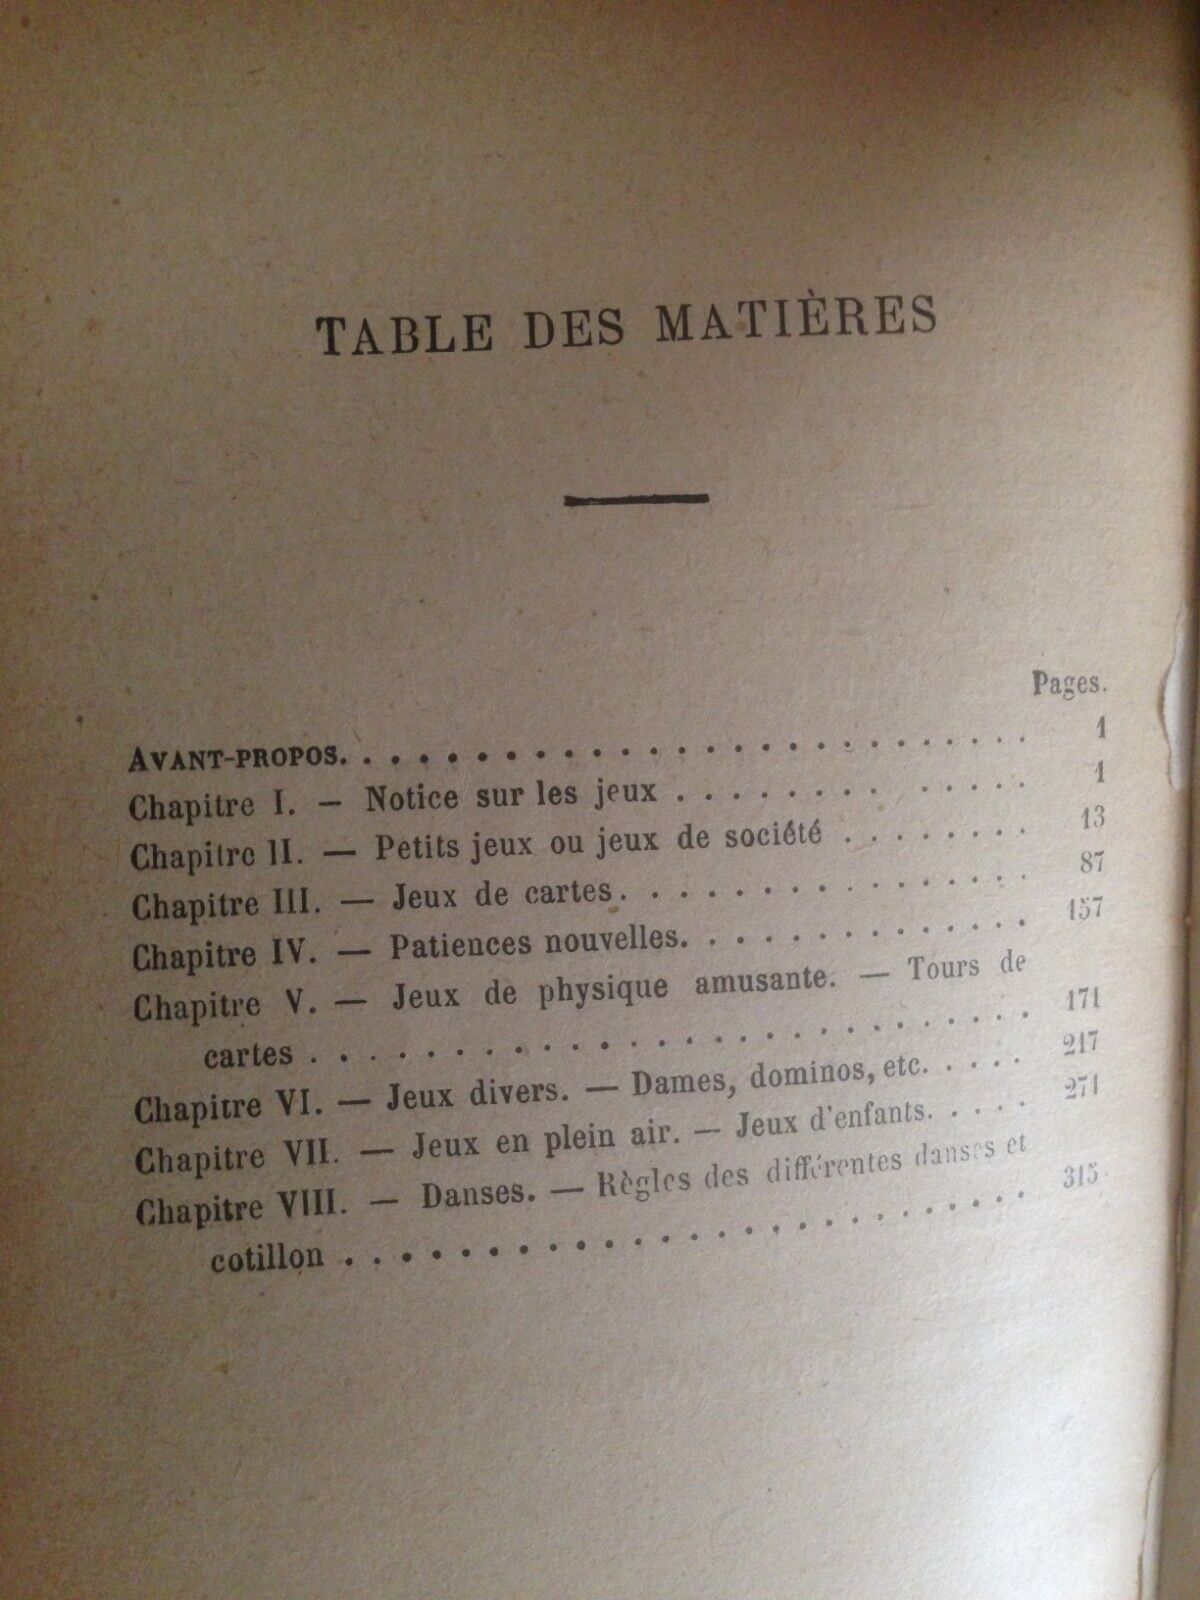 TABLE DES MATIÈRES
Pages.
AVANT-PROPOS. . . . . . . . . . . . . . . . . . . . . . . . . 1
Chapitre I. — Notice sur les jeux . . . . . . . . . . . . . 1
Chapitre II. — Petits jeux ou jeux de société . . . . . . . . 13
Chapitre III. — Jeux de cartes. . . . . . . . . . . . . . . . 87
Chapitre IV. — Patiences nouvelles. . . . . . . . . . . . . 157
Chapitre V. — Jeux de physique amusante. — Tours de
cartes . . . . . . . . . . . . . . . . . . . . . . . . . 171
Chapitre VI. — Jeux divers. — Dames, dominos, etc. . . . . 217
Chapitre VII. — Jeux en plein air. — Jeux d'enfants. . . . . 271
Chapitre VIII. — Danses. — Règles des différentes danses et
cotillon . . . . . . . . . . . . . . . . . . . . . . . . 315